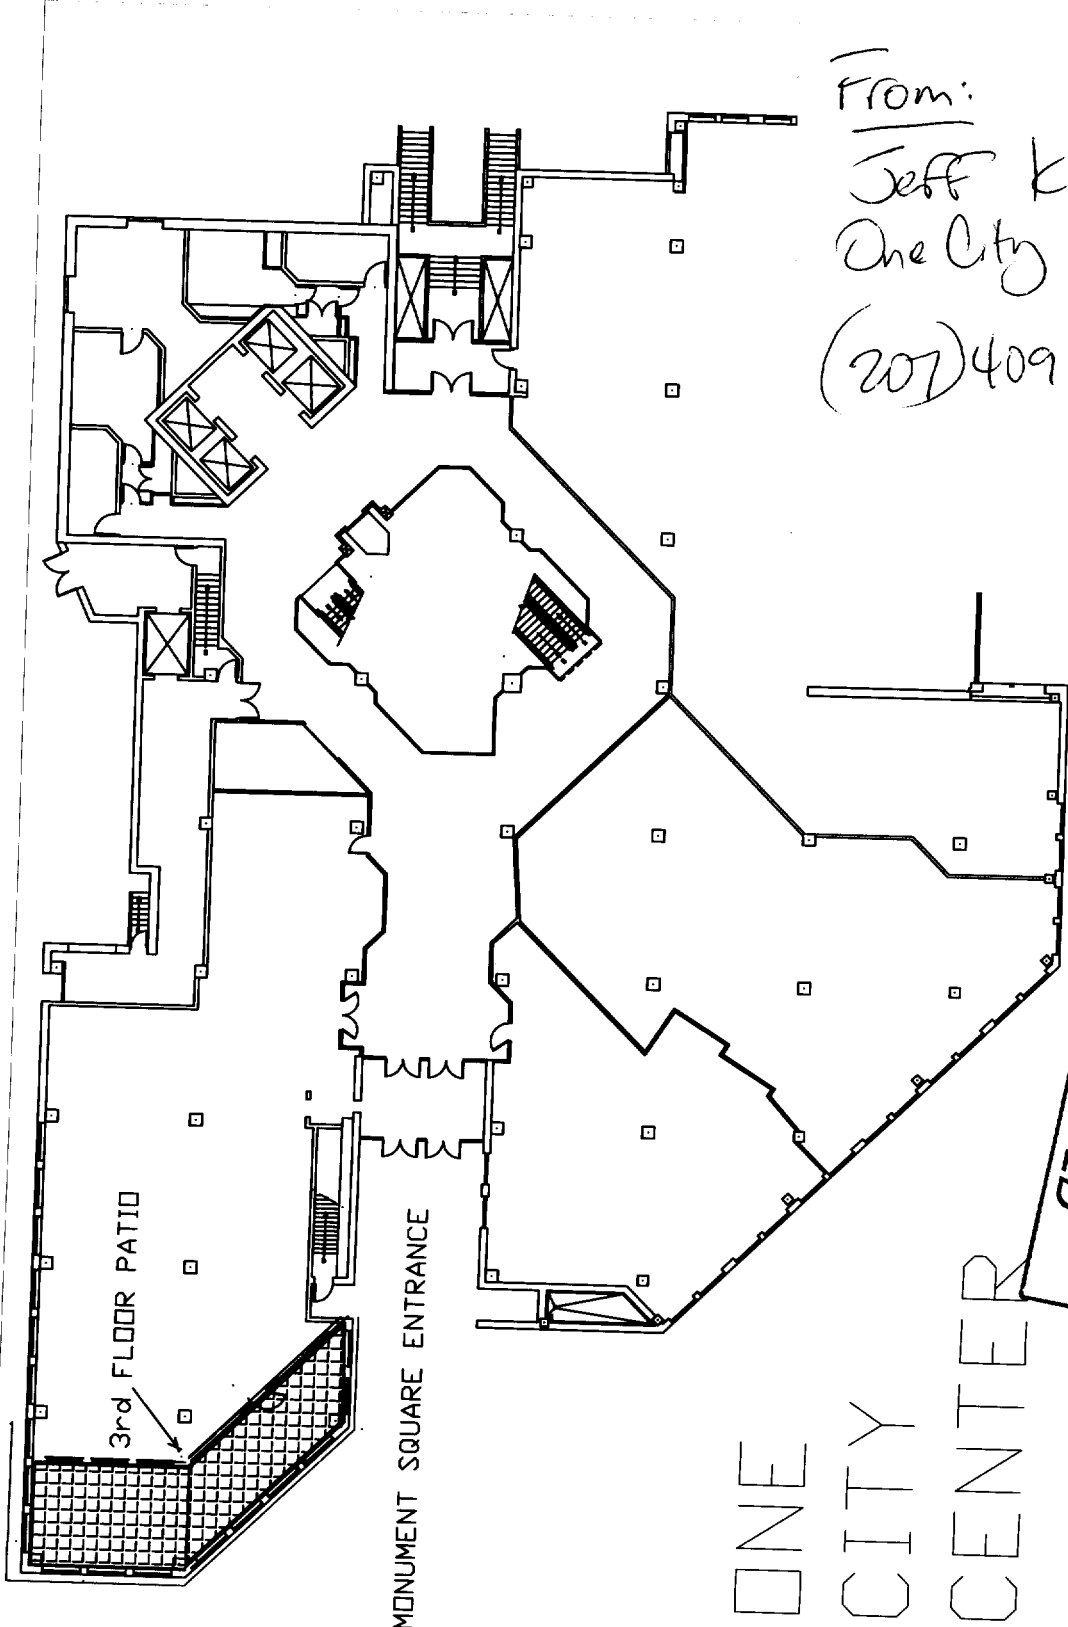 From:
Jeff K
One City
(207) 409
3rd FLOOR PATIO
MONUMENT SQUARE ENTRANCE
ONE
CITY
CENTER